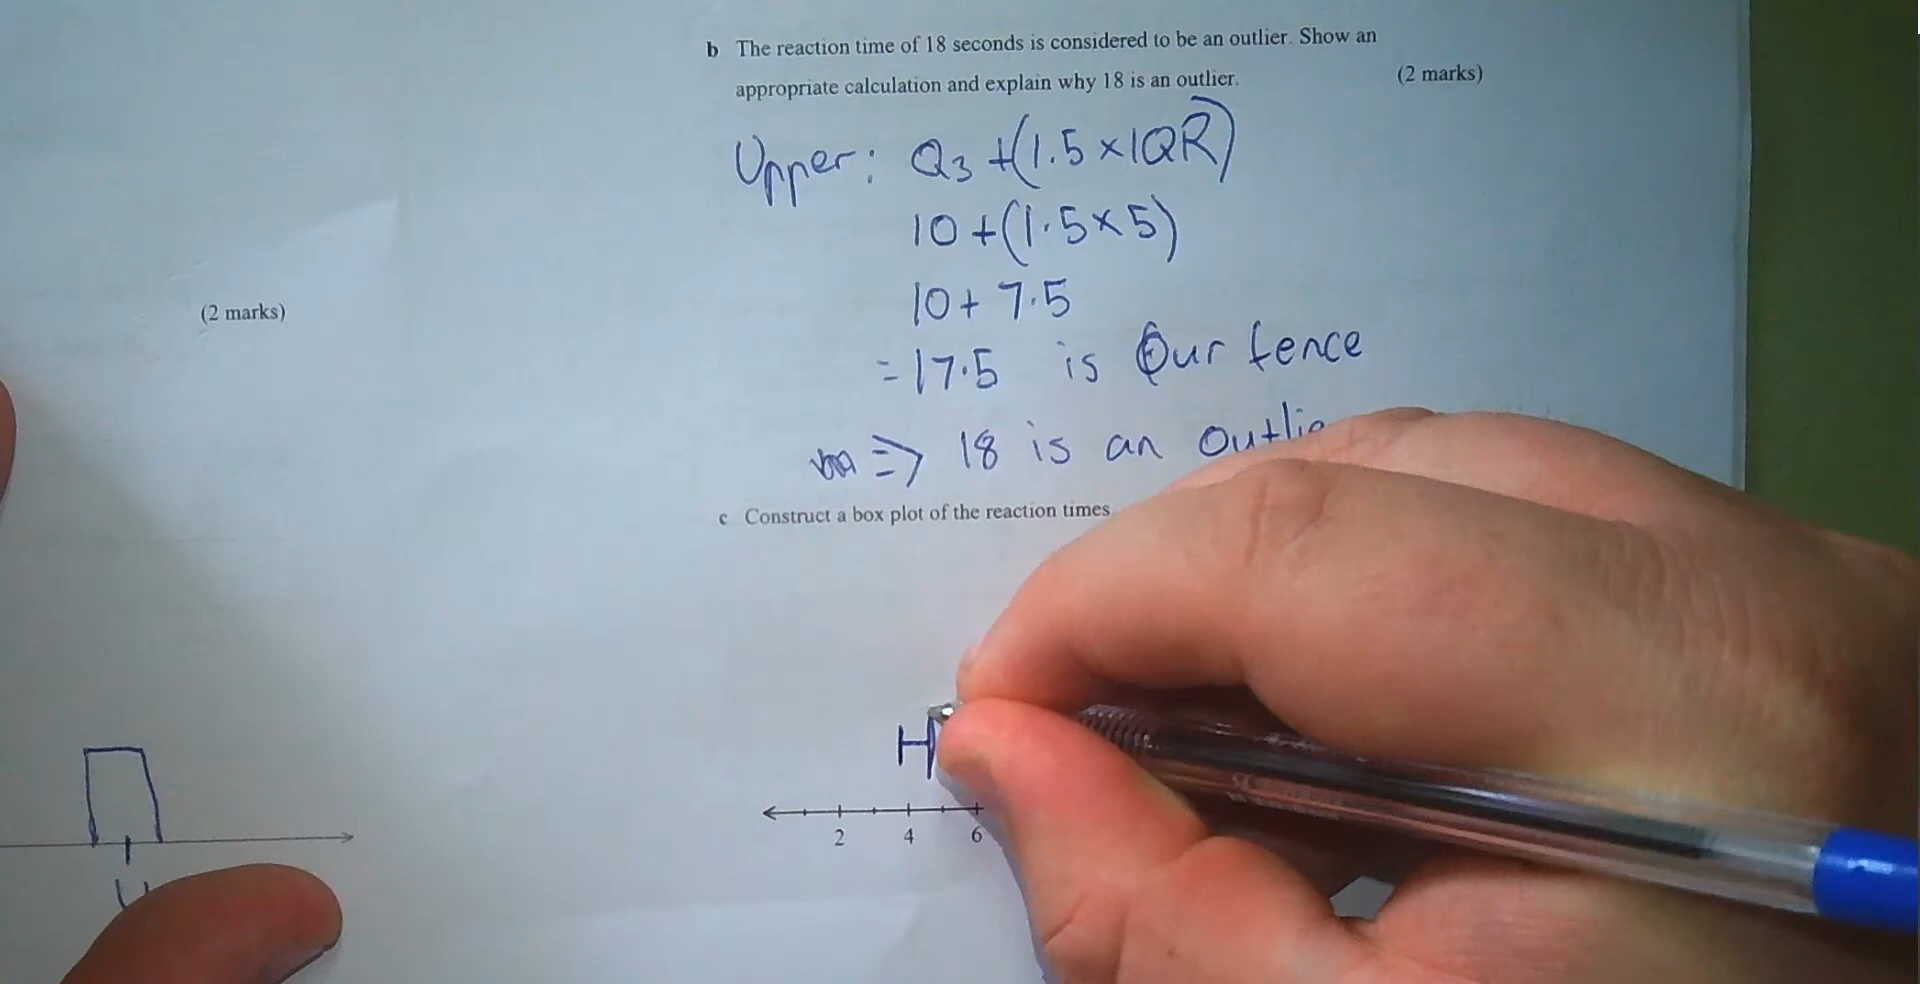 b The reaction time of 18 seconds is considered to be an outlier. Show an
appropriate calculation and explain why 18 is an outlier. (2 marks)
Upper: Q3 +(1.5 ×IQR)
10 +(1.5×5)
10 + 7.5
(2 marks)
= 17.5 is our fence
=> 18 is an
c Construct a box plot of the reaction times
2 4 6